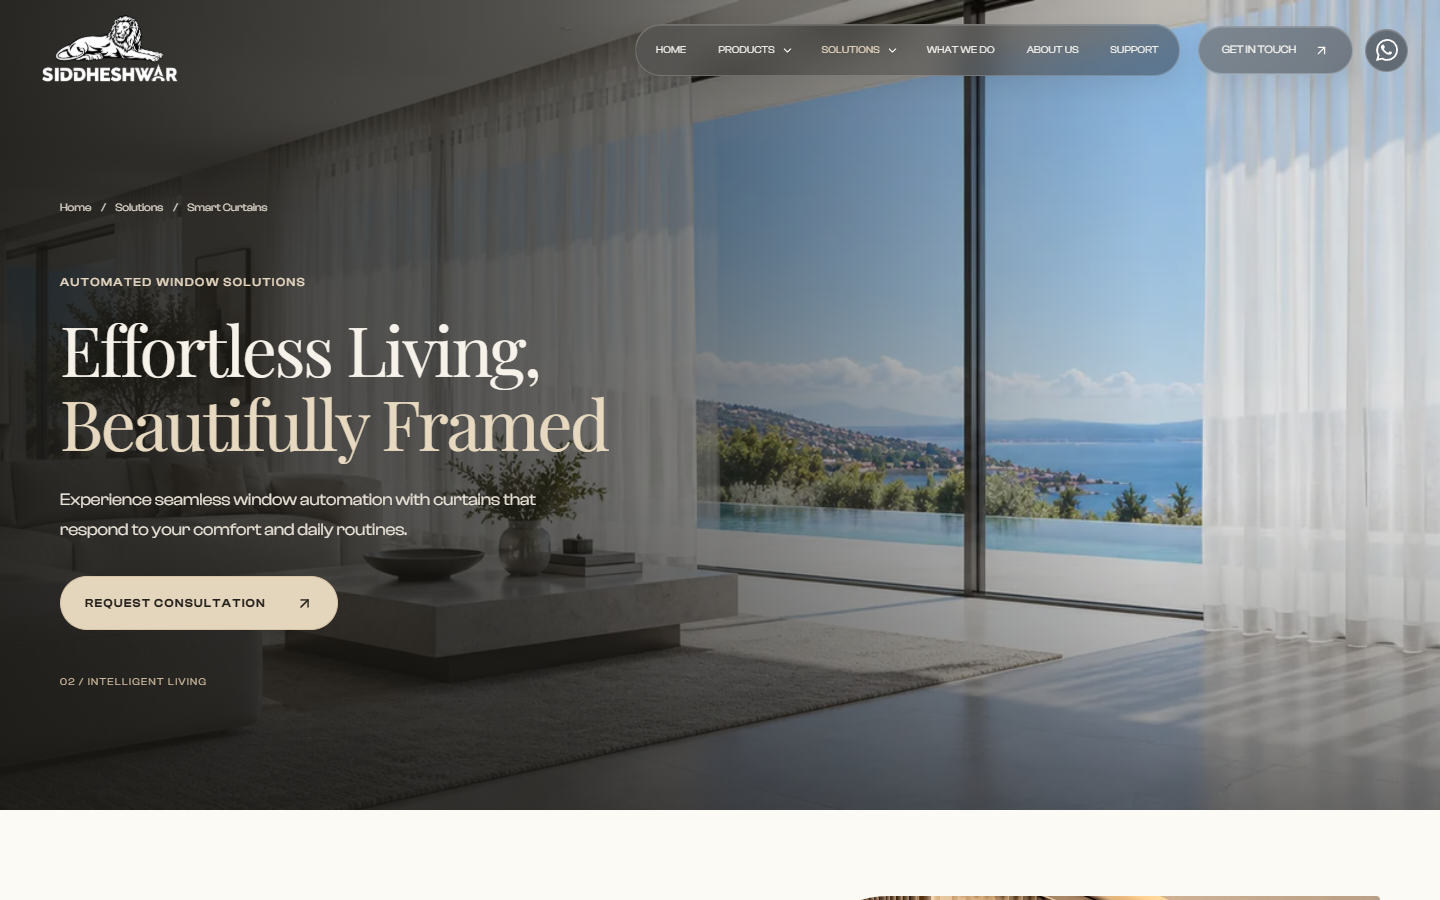 SIDDHESHWAR
HOME PRODUCTS SOLUTIONS WHAT WE DO ABOUT US SUPPORT
GET IN TOUCH
Home / Solutions / Smart Curtains
AUTOMATED WINDOW SOLUTIONS
Effortless Living,
Beautifully Framed
Experience seamless window automation with curtains that
respond to your comfort and daily routines.
REQUEST CONSULTATION
02 / INTELLIGENT LIVING